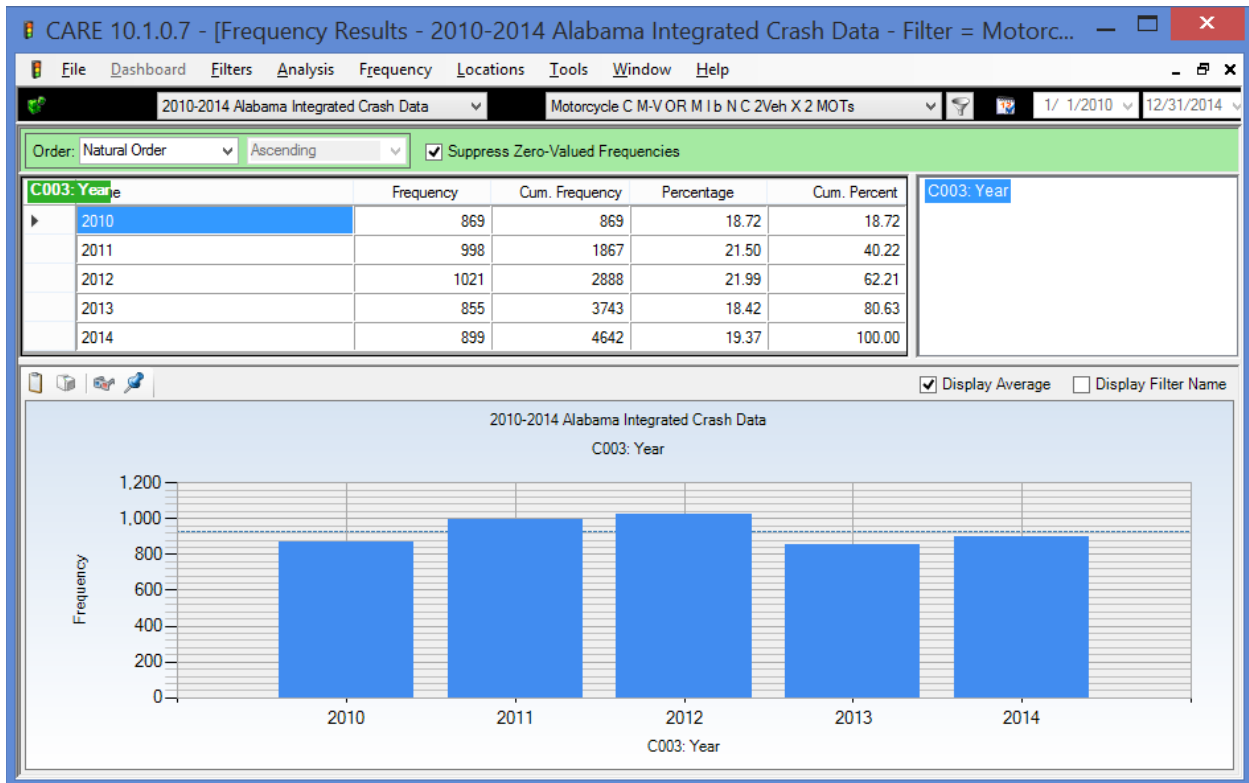 CARE 10.1.0.7 - [Frequency Results - 2010-2014 Alabama Integrated Crash Data - Filter = Motorc...
File Dashboard Filters Analysis Frequency Locations Tools Window Help
2010-2014 Alabama Integrated Crash Data Motorcycle C M-V OR M I b N C 2Veh X 2 MOTs 1/ 1/2010 12/31/2014
Order: Natural Order Ascending Suppress Zero-Valued Frequencies
C003: Year Frequency Cum. Frequency Percentage Cum. Percent C003: Year
2010 869 869 18.72 18.72
2011 998 1867 21.50 40.22
2012 1021 2888 21.99 62.21
2013 855 3743 18.42 80.63
2014 899 4642 19.37 100.00
Display Average Display Filter Name
2010-2014 Alabama Integrated Crash Data
C003: Year
1,200
1,000
800
600
400
200
0
Frequency
2010 2011 2012 2013 2014
C003: Year